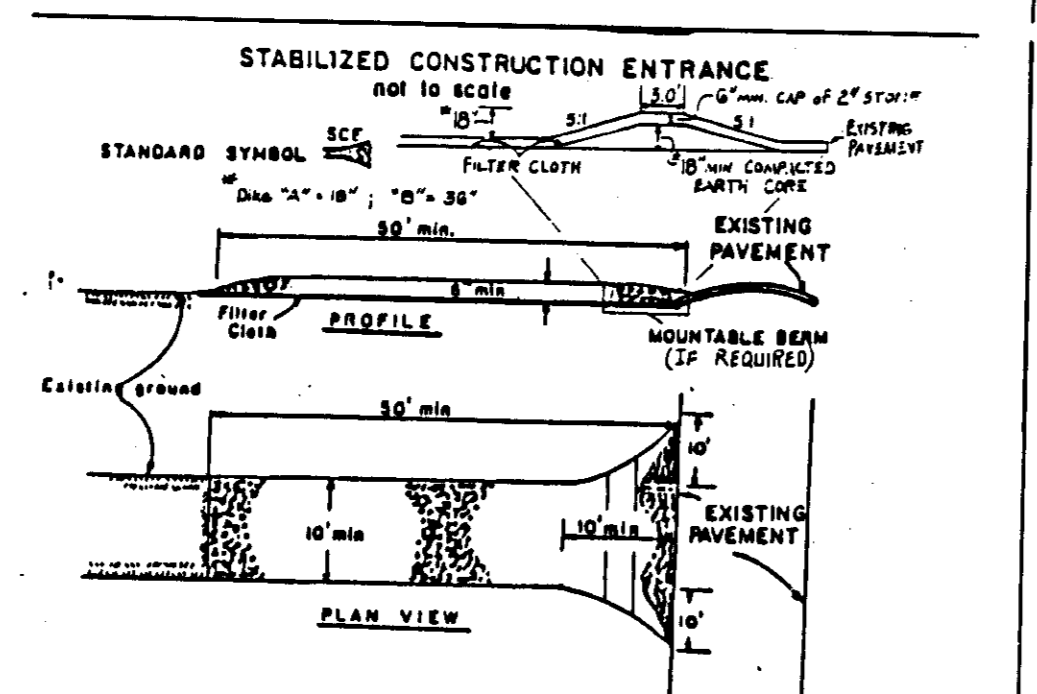 STABILIZED CONSTRUCTION ENTRANCE
not to scale
3.0'
6" MIN. CAP OF 2" STONE
*18"
5:1
5:1
EXISTING
PAVEMENT
STANDARD SYMBOL
SCE
FILTER CLOTH
*18" MIN COMPACTED
EARTH CORE
* Dike "A" = 18" ; "B" = 36"
50' min.
EXISTING
PAVEMENT
6" min
Filter
Cloth
PROFILE
MOUNTABLE BERM
(IF REQUIRED)
Existing ground
50' min
10'
10' min
10' min
EXISTING
PAVEMENT
10'
PLAN VIEW